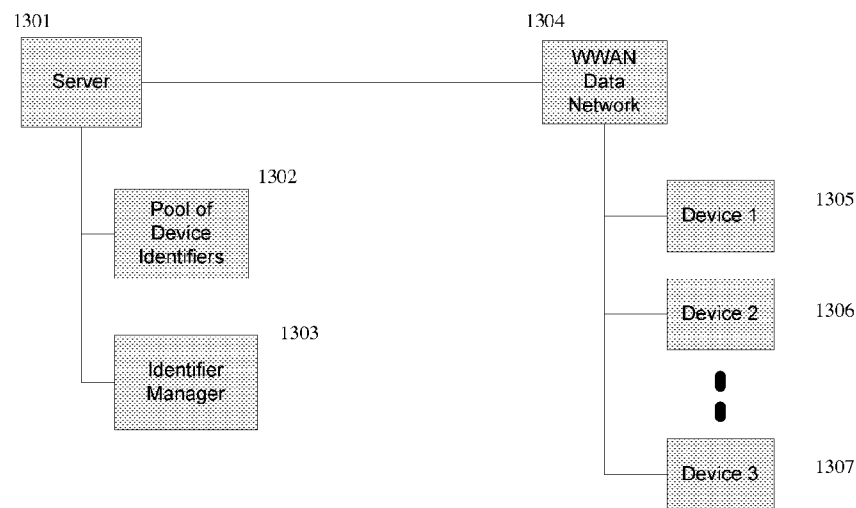 1301
Server
1304
WWAN
Data
Network
1302
Pool of
Device
Identifiers
1303
Identifier
Manager
Device 1
1305
Device 2
1306
Device 3
1307